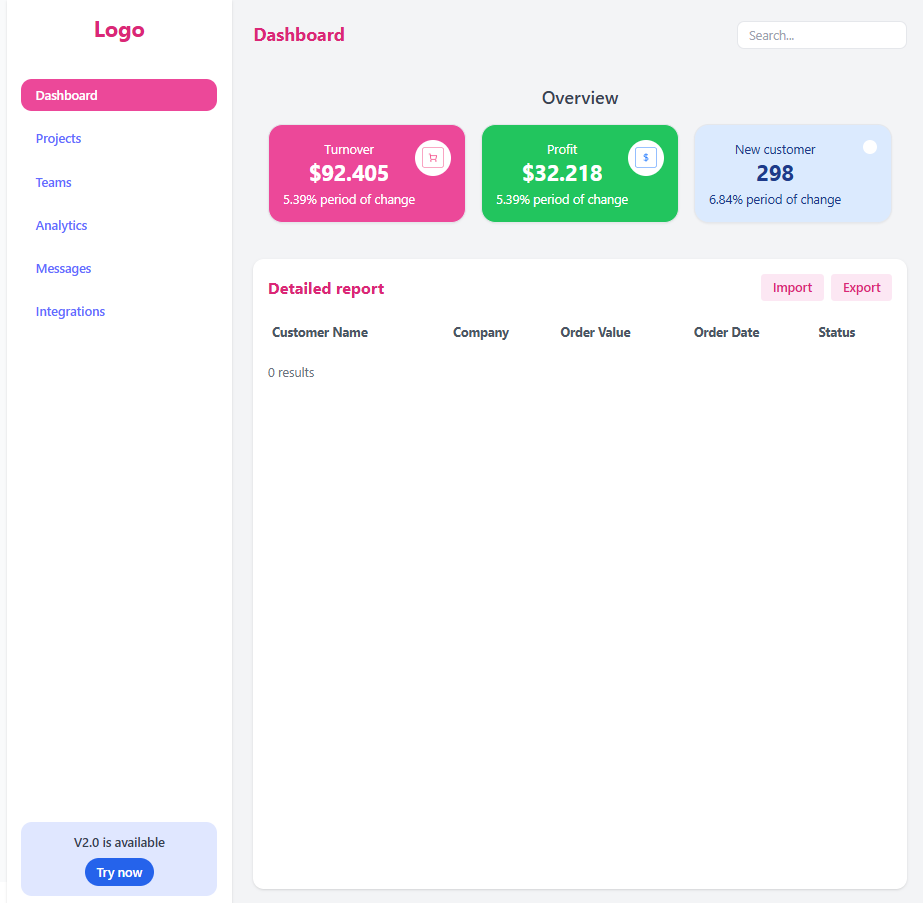 Logo
Dashboard
Projects
Teams
Analytics
Messages
Integrations
V2.0 is available
Try now
Dashboard
Search...
Overview
Turnover
$92.405
5.39% period of change
Profit
$32.218
$
5.39% period of change
New customer
298
6.84% period of change
Detailed report
Import
Export
Customer Name Company Order Value Order Date Status
0 results